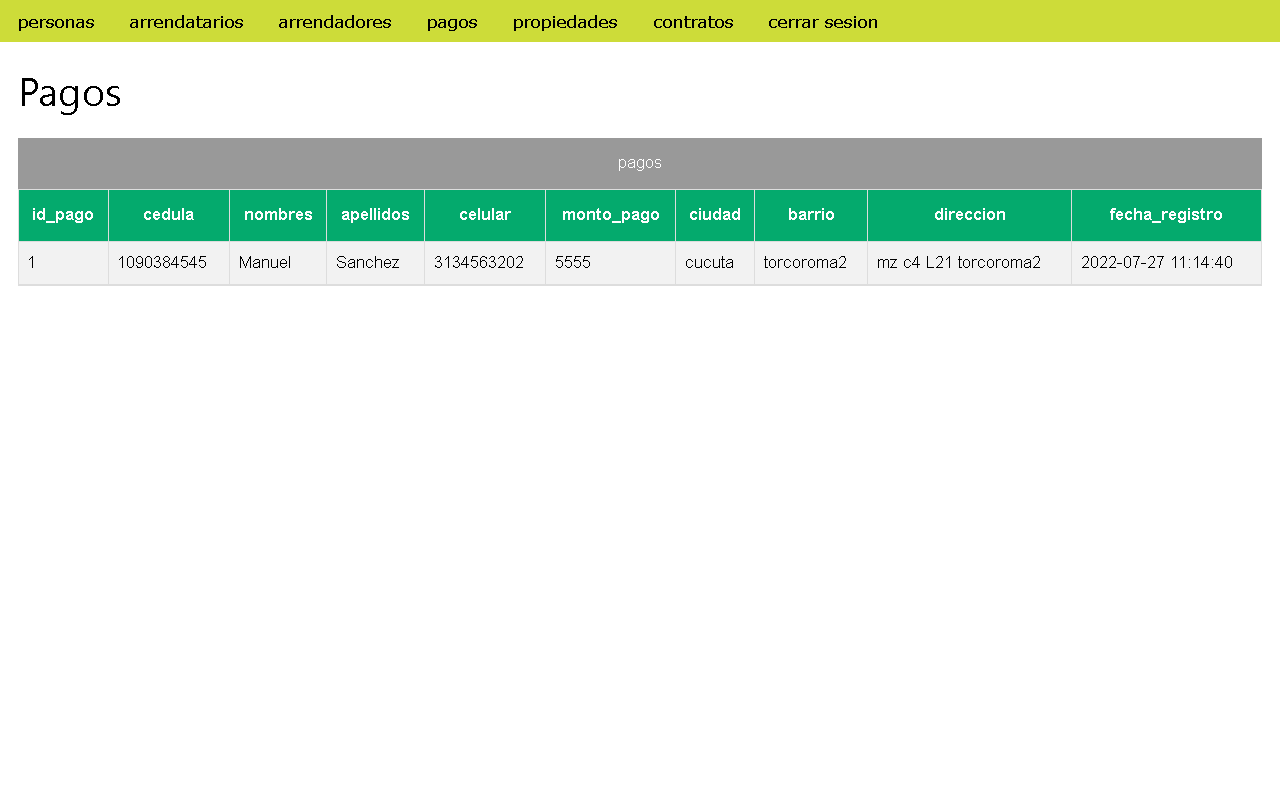 personas arrendatarios arrendadores pagos propiedades contratos cerrar sesion
Pagos
pagos
id_pago cedula nombres apellidos celular monto_pago ciudad barrio direccion fecha_registro
1 1090384545 Manuel Sanchez 3134563202 5555 cucuta torcoroma2 mz c4 L21 torcoroma2 2022-07-27 11:14:40